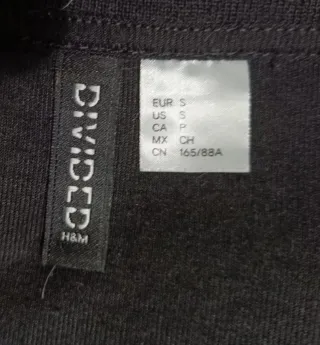 DIVIDED
H&M
EUR S
US S
CA P
MX CH
CN 165/88A